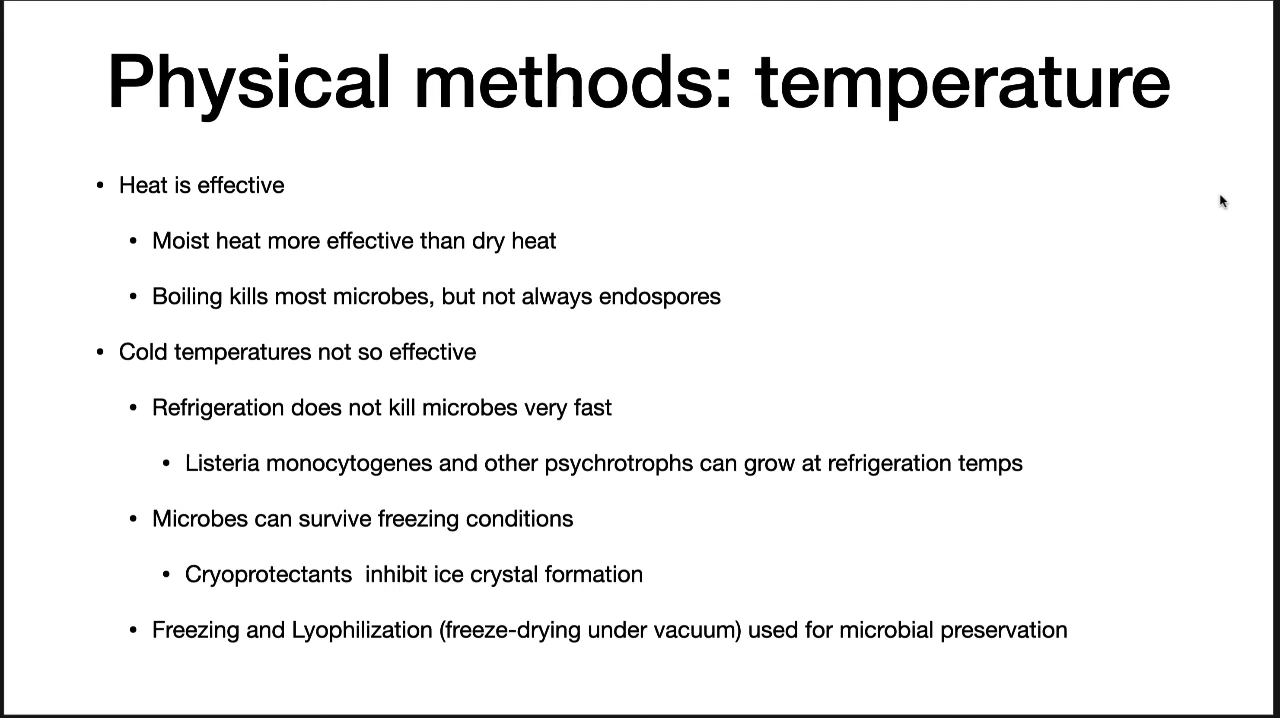 Physical methods: temperature
• Heat is effective
• Moist heat more effective than dry heat
• Boiling kills most microbes, but not always endospores
• Cold temperatures not so effective
• Refrigeration does not kill microbes very fast
• Listeria monocytogenes and other psychrotrophs can grow at refrigeration temps
• Microbes can survive freezing conditions
• Cryoprotectants  inhibit ice crystal formation
• Freezing and Lyophilization (freeze-drying under vacuum) used for microbial preservation